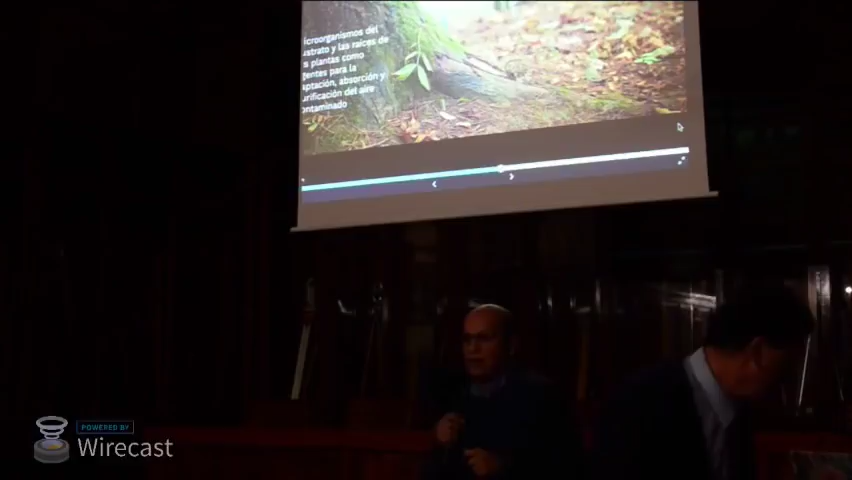 icroorganismos del
ustrato y las raíces de
s plantas como
gentes para la
aptación, absorción y
urificación del aire
ontaminado
POWERED BY
Wirecast